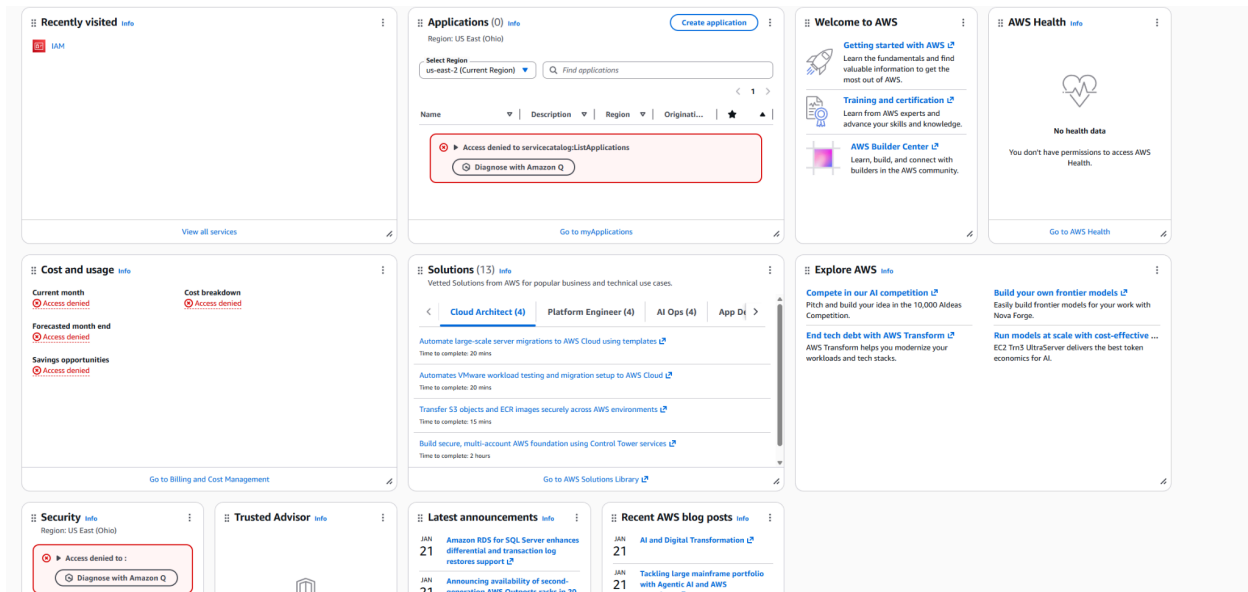 Recently visited Info
IAM
View all services
Applications (0) Info
Create application
Region: US East (Ohio)
Select Region
us-east-2 (Current Region)
Find applications
1
Name
Description
Region
Originati...
Access denied to servicecatalog:ListApplications
Diagnose with Amazon Q
Go to myApplications
Welcome to AWS
Getting started with AWS
Learn the fundamentals and find
valuable information to get the
most out of AWS.
Training and certification
Learn from AWS experts and
advance your skills and knowledge.
AWS Builder Center
Learn, build, and connect with
builders in the AWS community.
AWS Health Info
No health data
You don't have permissions to access AWS
Health.
Go to AWS Health
Cost and usage Info
Current month
Access denied
Cost breakdown
Access denied
Forecasted month end
Access denied
Savings opportunities
Access denied
Go to Billing and Cost Management
Solutions (13) Info
Vetted Solutions from AWS for popular business and technical use cases.
Cloud Architect (4)
Platform Engineer (4)
AI Ops (4)
App
Automate large-scale server migrations to AWS Cloud using templates
Time to complete: 20 mins
Automates VMware workload testing and migration setup to AWS Cloud
Time to complete: 20 mins
Transfer S3 objects and ECR images securely across AWS environments
Time to complete: 15 mins
Build secure, multi-account AWS foundation using Control Tower services
Time to complete: 2 hours
Go to AWS Solutions Library
Explore AWS Info
Compete in our AI competition
Pitch and build your idea in the 10,000 AIdeas
Competition.
Build your own frontier models
Easily build frontier models for your work with
Nova Forge.
End tech debt with AWS Transform
AWS Transform helps you modernize your
workloads and tech stacks.
Run models at scale with cost-effective ...
EC2 Trn3 UltraServer delivers the best token
economics for AI.
Security Info
Region: US East (Ohio)
Access denied to :
Diagnose with Amazon Q
Trusted Advisor Info
Latest announcements Info
JAN
21
Amazon RDS for SQL Server enhances
differential and transaction log
restores support
JAN
21
Announcing availability of second-
generation AWS Outposts racks in 20
Recent AWS blog posts Info
JAN
21
AI and Digital Transformation
JAN
21
Tackling large mainframe portfolio
with Agentic AI and AWS